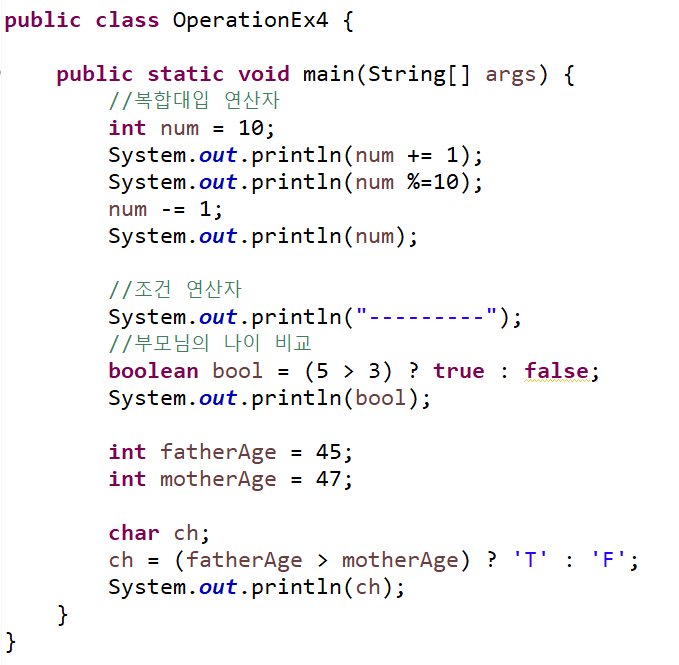 public class OperationEx4 {
public static void main(String[] args) {
//복합대입 연산자
int num = 10;
System.out.println(num += 1);
System.out.println(num %=10);
num -= 1;
System.out.println(num);
//조건 연산자
System.out.println("---------");
//부모님의 나이 비교
boolean bool = (5 > 3) ? true : false;
System.out.println(bool);
int fatherAge = 45;
int motherAge = 47;
char ch;
ch = (fatherAge > motherAge) ? 'T' : 'F';
System.out.println(ch);
}
}